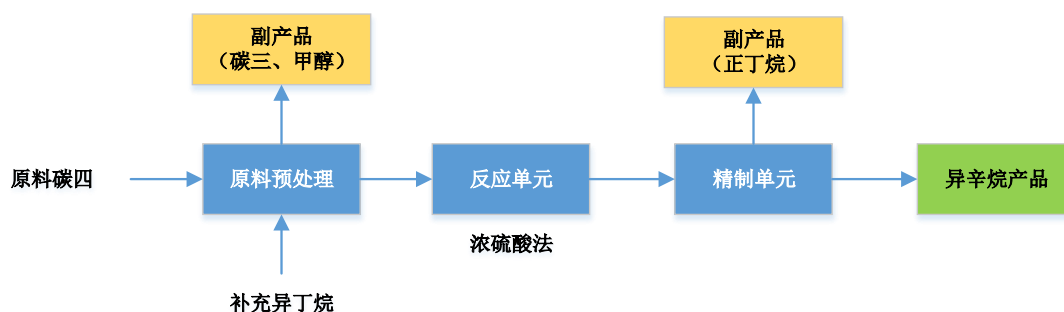 副产品
（碳三、甲醇）
副产品
（正丁烷）
原料碳四
原料预处理
反应单元
精制单元
异辛烷产品
浓硫酸法
补充异丁烷